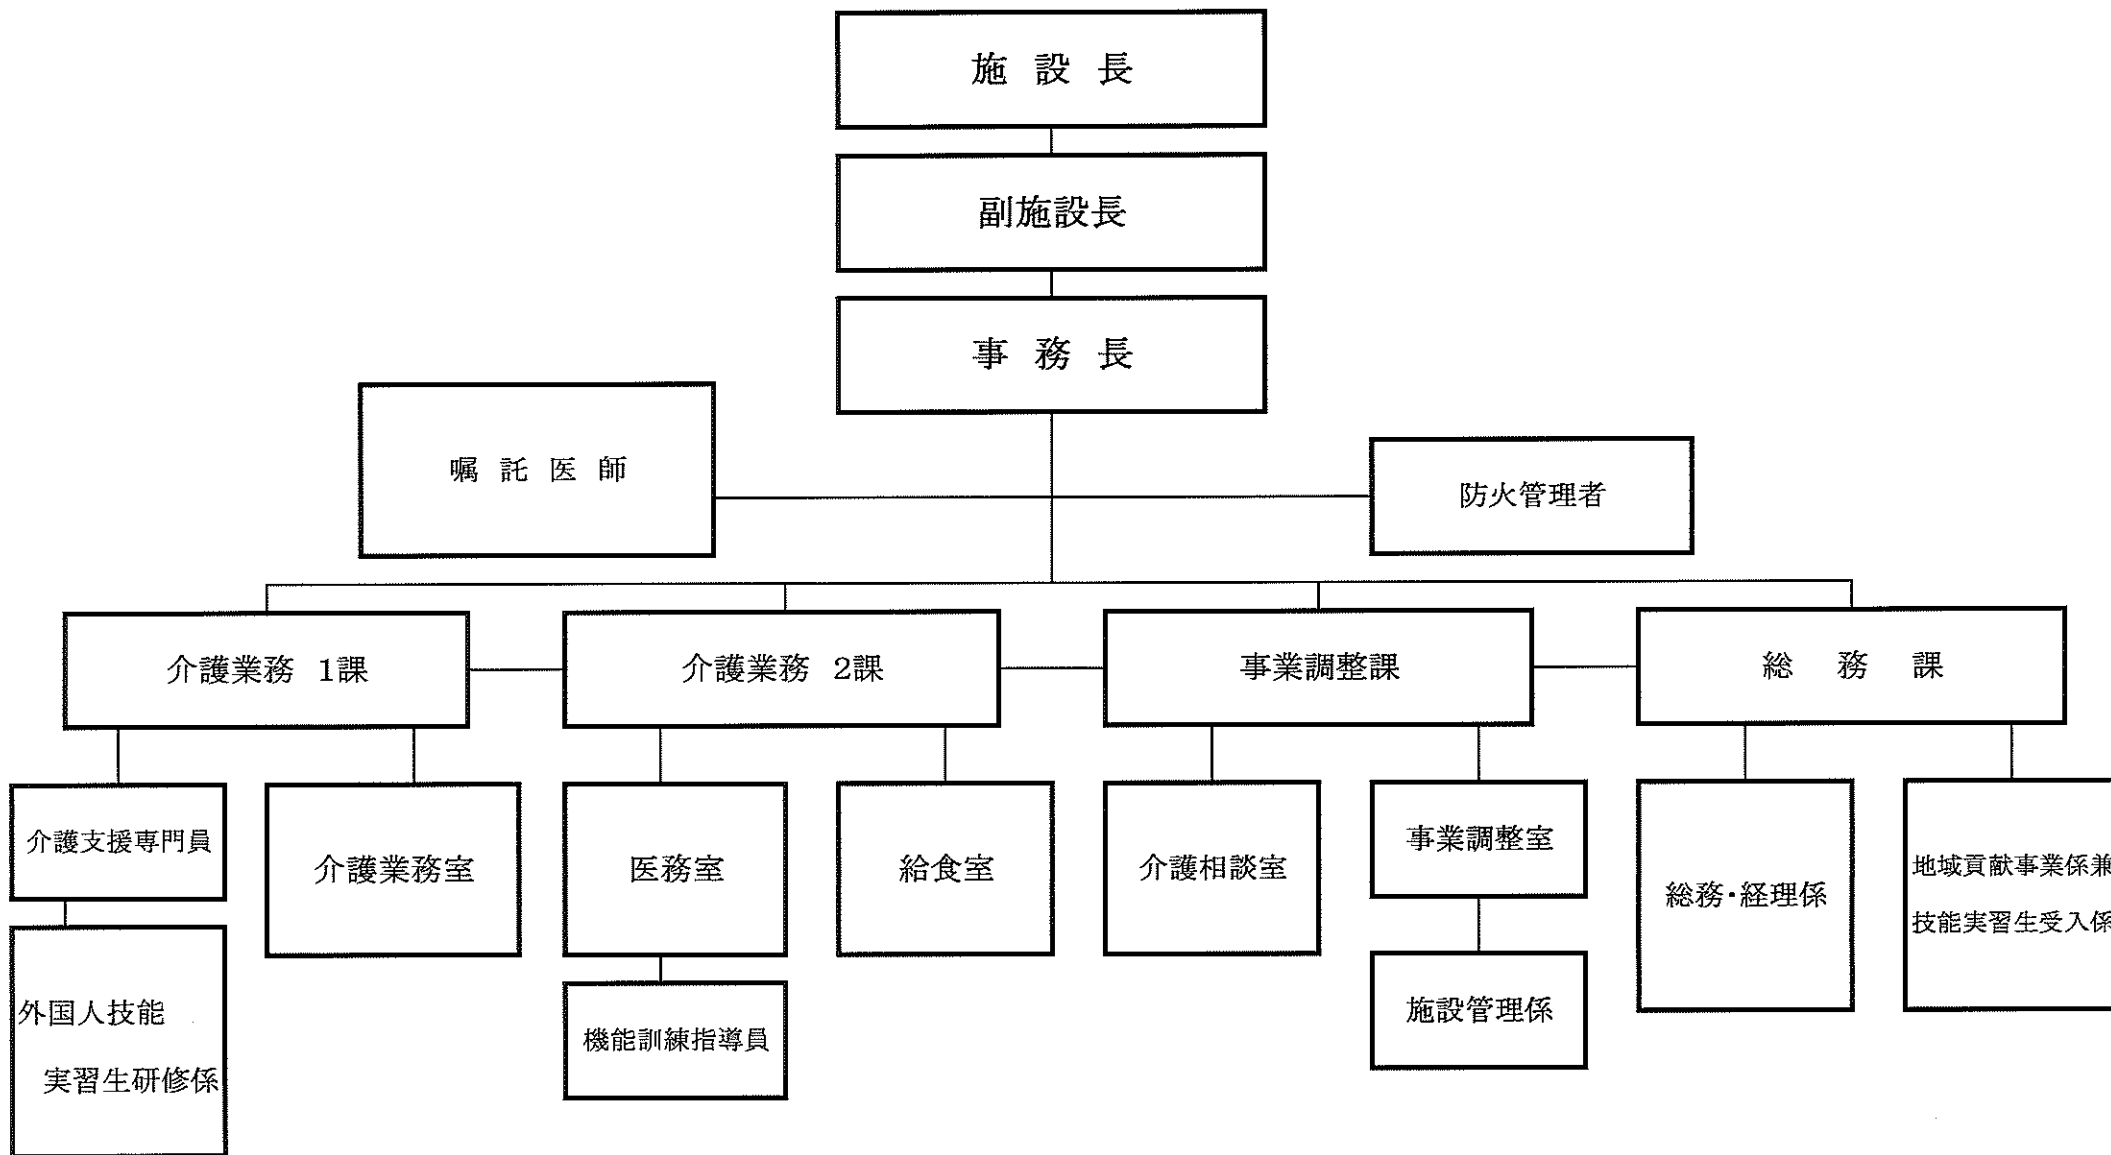 施 設 長
副施設長
事 務 長
嘱 託 医 師
防火管理者
介護業務 1課
介護業務 2課
事業調整課
総 務 課
介護支援専門員
介護業務室
医務室
給食室
介護相談室
事業調整室
総務・経理係
地域貢献事業係兼
技能実習生受入係
外国人技能
実習生研修係
機能訓練指導員
施設管理係